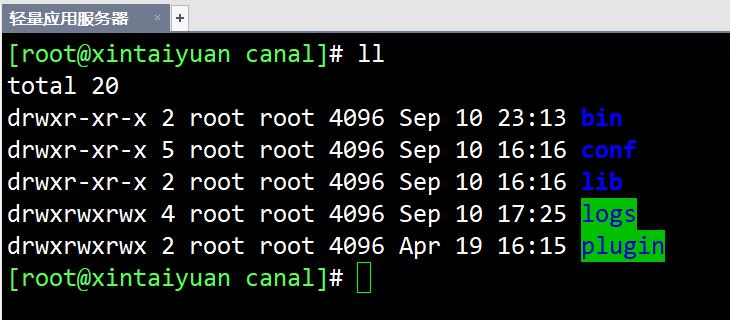 轻量应用服务器 × +
[root@xintaiyuan canal]# ll
total 20
drwxr-xr-x 2 root root 4096 Sep 10 23:13 bin
drwxr-xr-x 5 root root 4096 Sep 10 16:16 conf
drwxr-xr-x 2 root root 4096 Sep 10 16:16 lib
drwxrwxrwx 4 root root 4096 Sep 10 17:25 logs
drwxrwxrwx 2 root root 4096 Apr 19 16:15 plugin
[root@xintaiyuan canal]#